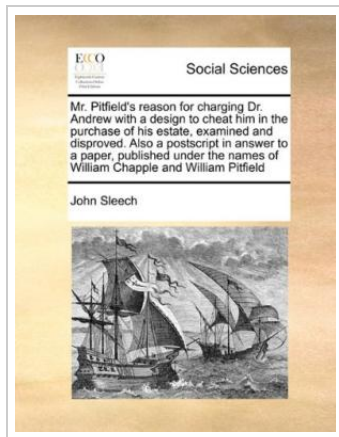 ECCO
Social Sciences
Mr. Pitfield's reason for charging Dr.
Andrew with a design to cheat him in the
purchase of his estate, examined and
disproved. Also a postscript in answer to
a paper, published under the names of
William Chapple and William Pitfield
John Sleech